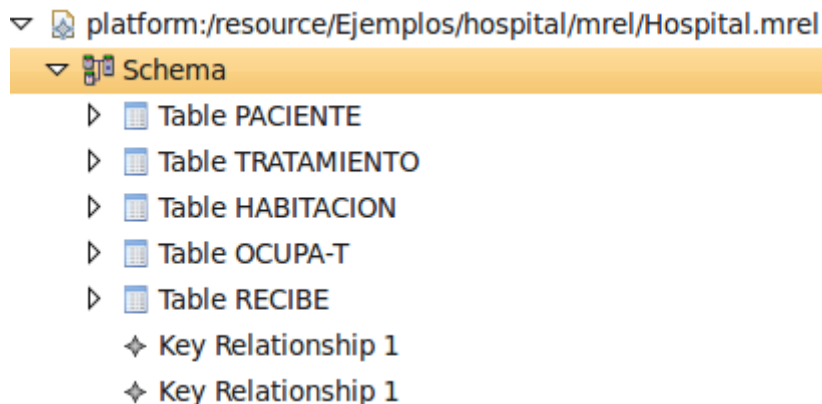 platform:/resource/Ejemplos/hospital/mrel/Hospital.mrel
Schema
Table PACIENTE
Table TRATAMIENTO
Table HABITACION
Table OCUPA-T
Table RECIBE
Key Relationship 1
Key Relationship 1